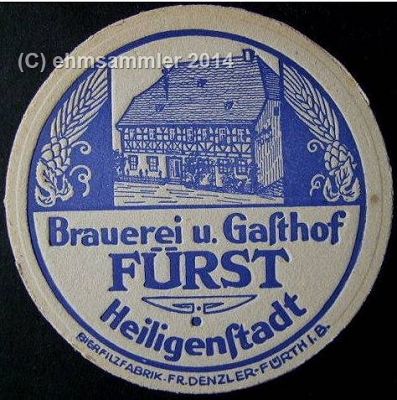 (C) ehmsammler 2014
Brauerei u. Gaſthof
FÜRST
Heiligenſtadt
BIERFILZFABRIK-FR.DENZLER-FÜRTH I.B.